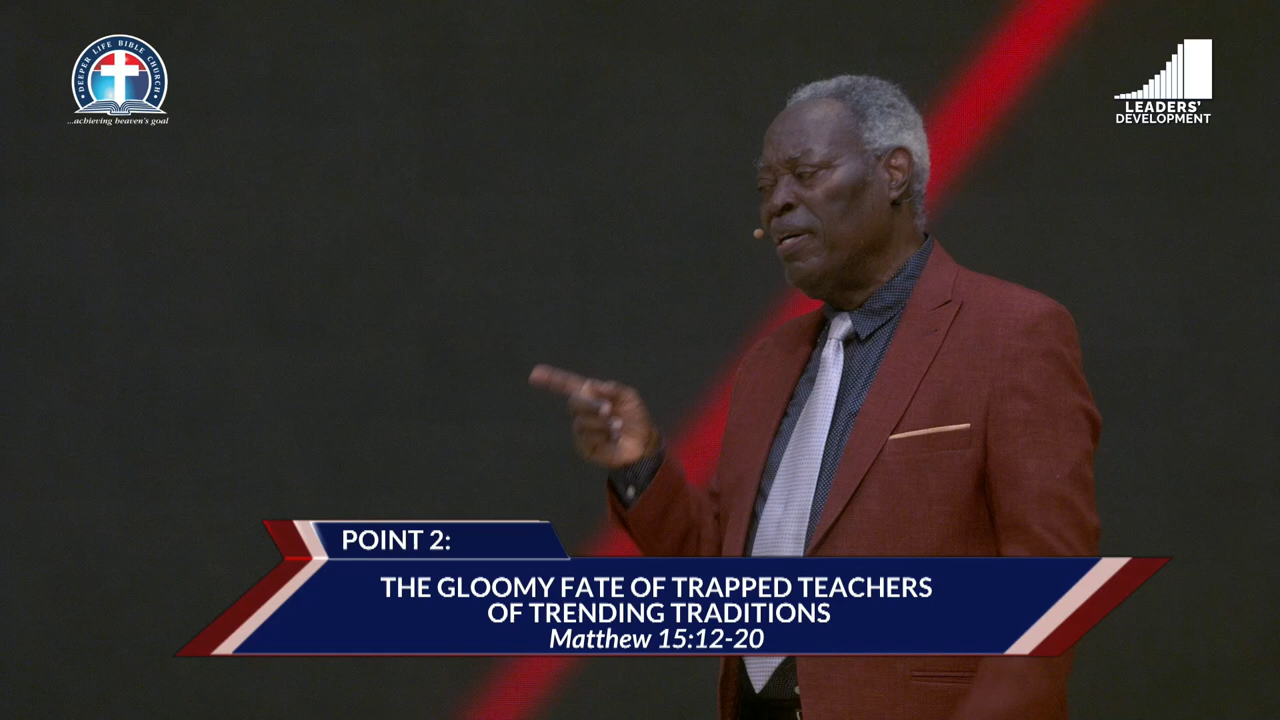 DEEPER LIFE BIBLE CHURCH
...achieving heaven's goal
LEADERS'
DEVELOPMENT
POINT 2:
THE GLOOMY FATE OF TRAPPED TEACHERS
OF TRENDING TRADITIONS
Matthew 15:12-20